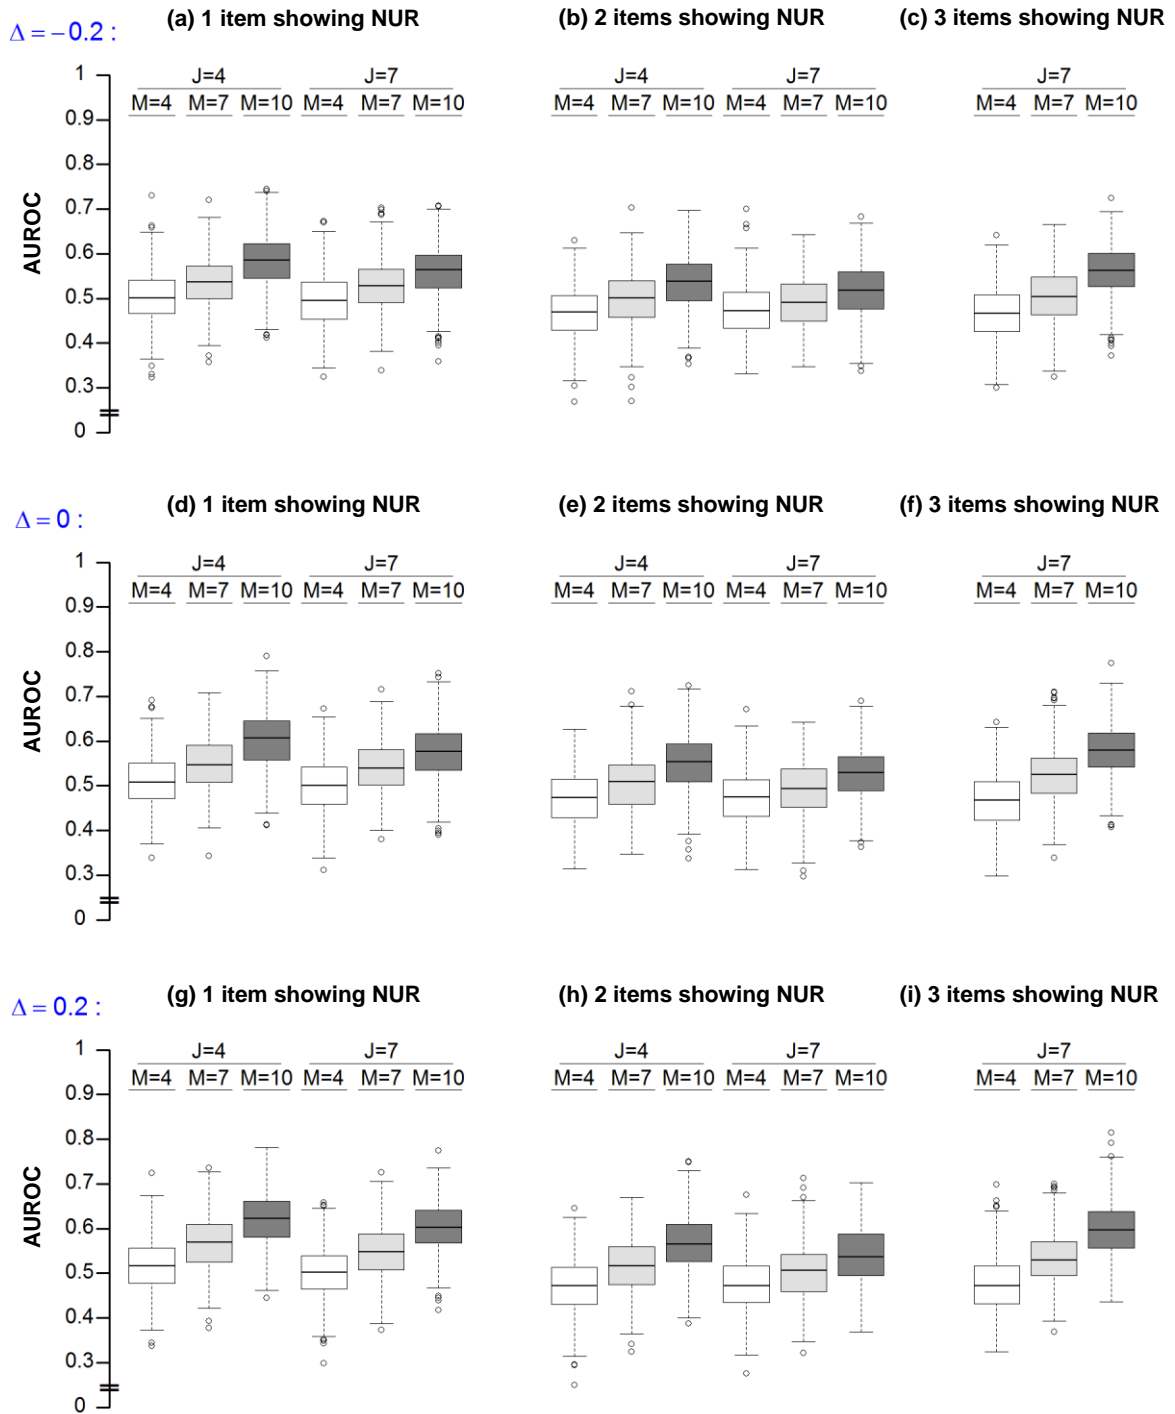 (a) 1 item showing NUR (b) 2 items showing NUR (c) 3 items showing NUR
Δ = −0.2 :
J=4 J=7 J=4 J=7 J=7
M=4 M=7 M=10 M=4 M=7 M=10 M=4 M=7 M=10 M=4 M=7 M=10 M=4 M=7 M=10
1
0.9
0.8
0.7
0.6
0.5
0.4
0.3
0
AUROC
(d) 1 item showing NUR (e) 2 items showing NUR (f) 3 items showing NUR
Δ = 0 :
J=4 J=7 J=4 J=7 J=7
M=4 M=7 M=10 M=4 M=7 M=10 M=4 M=7 M=10 M=4 M=7 M=10 M=4 M=7 M=10
1
0.9
0.8
0.7
0.6
0.5
0.4
0.3
0
AUROC
(g) 1 item showing NUR (h) 2 items showing NUR (i) 3 items showing NUR
Δ = 0.2 :
J=4 J=7 J=4 J=7 J=7
M=4 M=7 M=10 M=4 M=7 M=10 M=4 M=7 M=10 M=4 M=7 M=10 M=4 M=7 M=10
1
0.9
0.8
0.7
0.6
0.5
0.4
0.3
0
AUROC